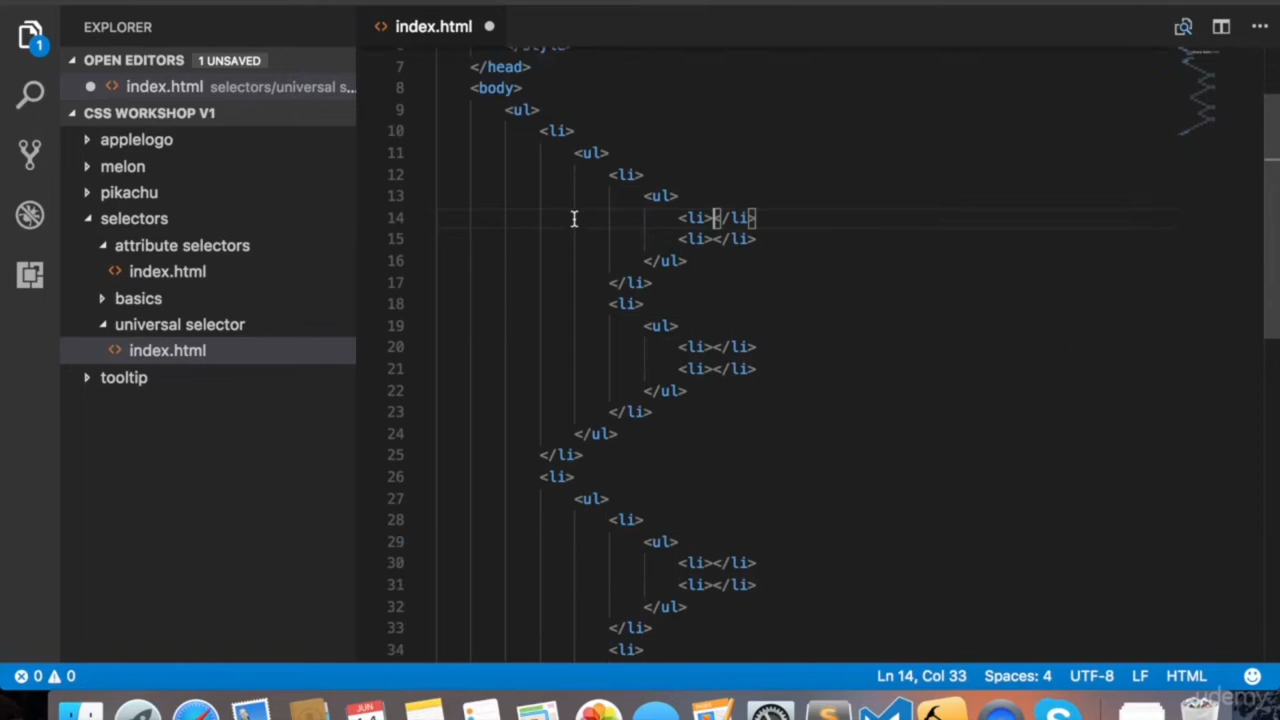 EXPLORER
index.html
OPEN EDITORS 1 UNSAVED
index.html selectors/universal s...
CSS WORKSHOP V1
applelogo
melon
pikachu
selectors
attribute selectors
index.html
basics
universal selector
index.html
tooltip
1
</style>
7 </head>
8 <body>
9 <ul>
10 <li>
11 <ul>
12 <li>
13 <ul>
14 <li></li>
15 <li></li>
16 </ul>
17 </li>
18 <li>
19 <ul>
20 <li></li>
21 <li></li>
22 </ul>
23 </li>
24 </ul>
25 </li>
26 <li>
27 <ul>
28 <li>
29 <ul>
30 <li></li>
31 <li></li>
32 </ul>
33 </li>
34 <li>
0 0 Ln 14, Col 33 Spaces: 4 UTF-8 LF HTML
JUN
udemy